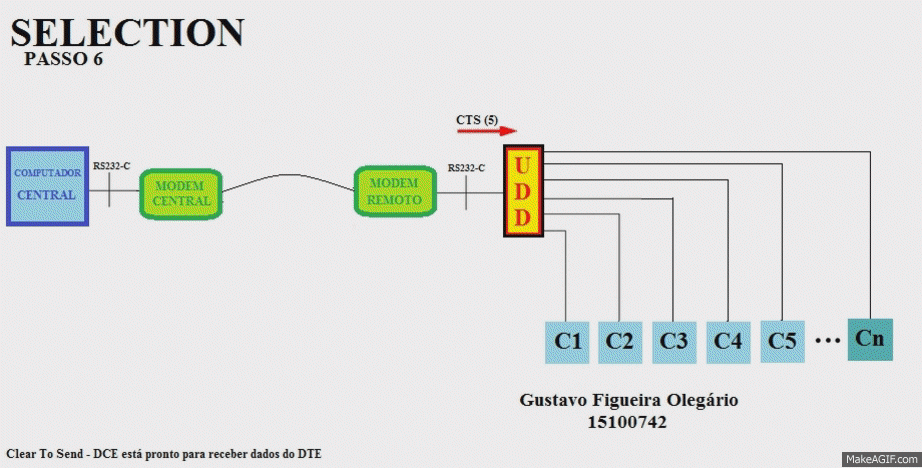 SELECTION
PASSO 6
CTS (5)
COMPUTADOR
CENTRAL
RS232-C
MODEM
CENTRAL
MODEM
REMOTO
RS232-C
U
D
D
C1 C2 C3 C4 C5 ... Cn
Gustavo Figueira Olegário
15100742
Clear To Send - DCE está pronto para receber dados do DTE
MakeAGIF.com